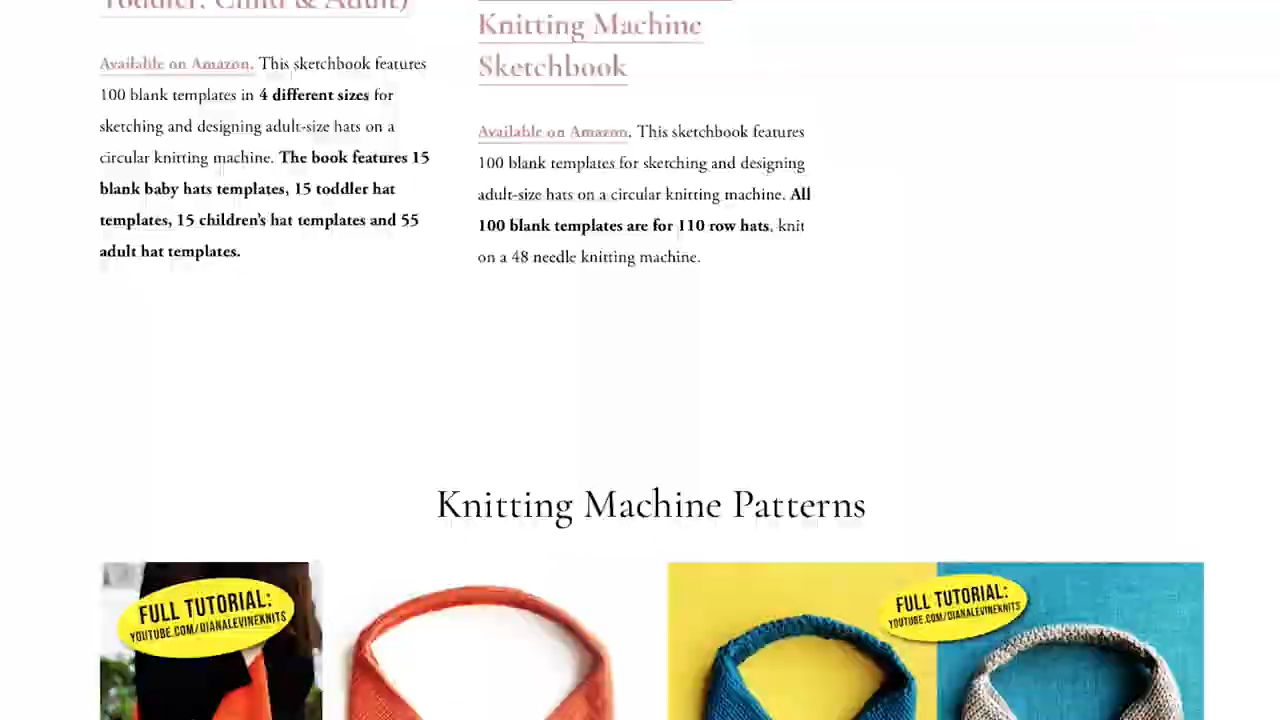 Toddler, Child & Adult)
Available on Amazon. This sketchbook features
100 blank templates in 4 different sizes for
sketching and designing adult-size hats on a
circular knitting machine. The book features 15
blank baby hats templates, 15 toddler hat
templates, 15 children's hat templates and 55
adult hat templates.
Knitting Machine
Sketchbook
Available on Amazon. This sketchbook features
100 blank templates for sketching and designing
adult-size hats on a circular knitting machine. All
100 blank templates are for 110 row hats, knit
on a 48 needle knitting machine.
Knitting Machine Patterns
FULL TUTORIAL:
YOUTUBE.COM/DIANALEVINEKNITS
FULL TUTORIAL:
YOUTUBE.COM/DIANALEVINEKNITS